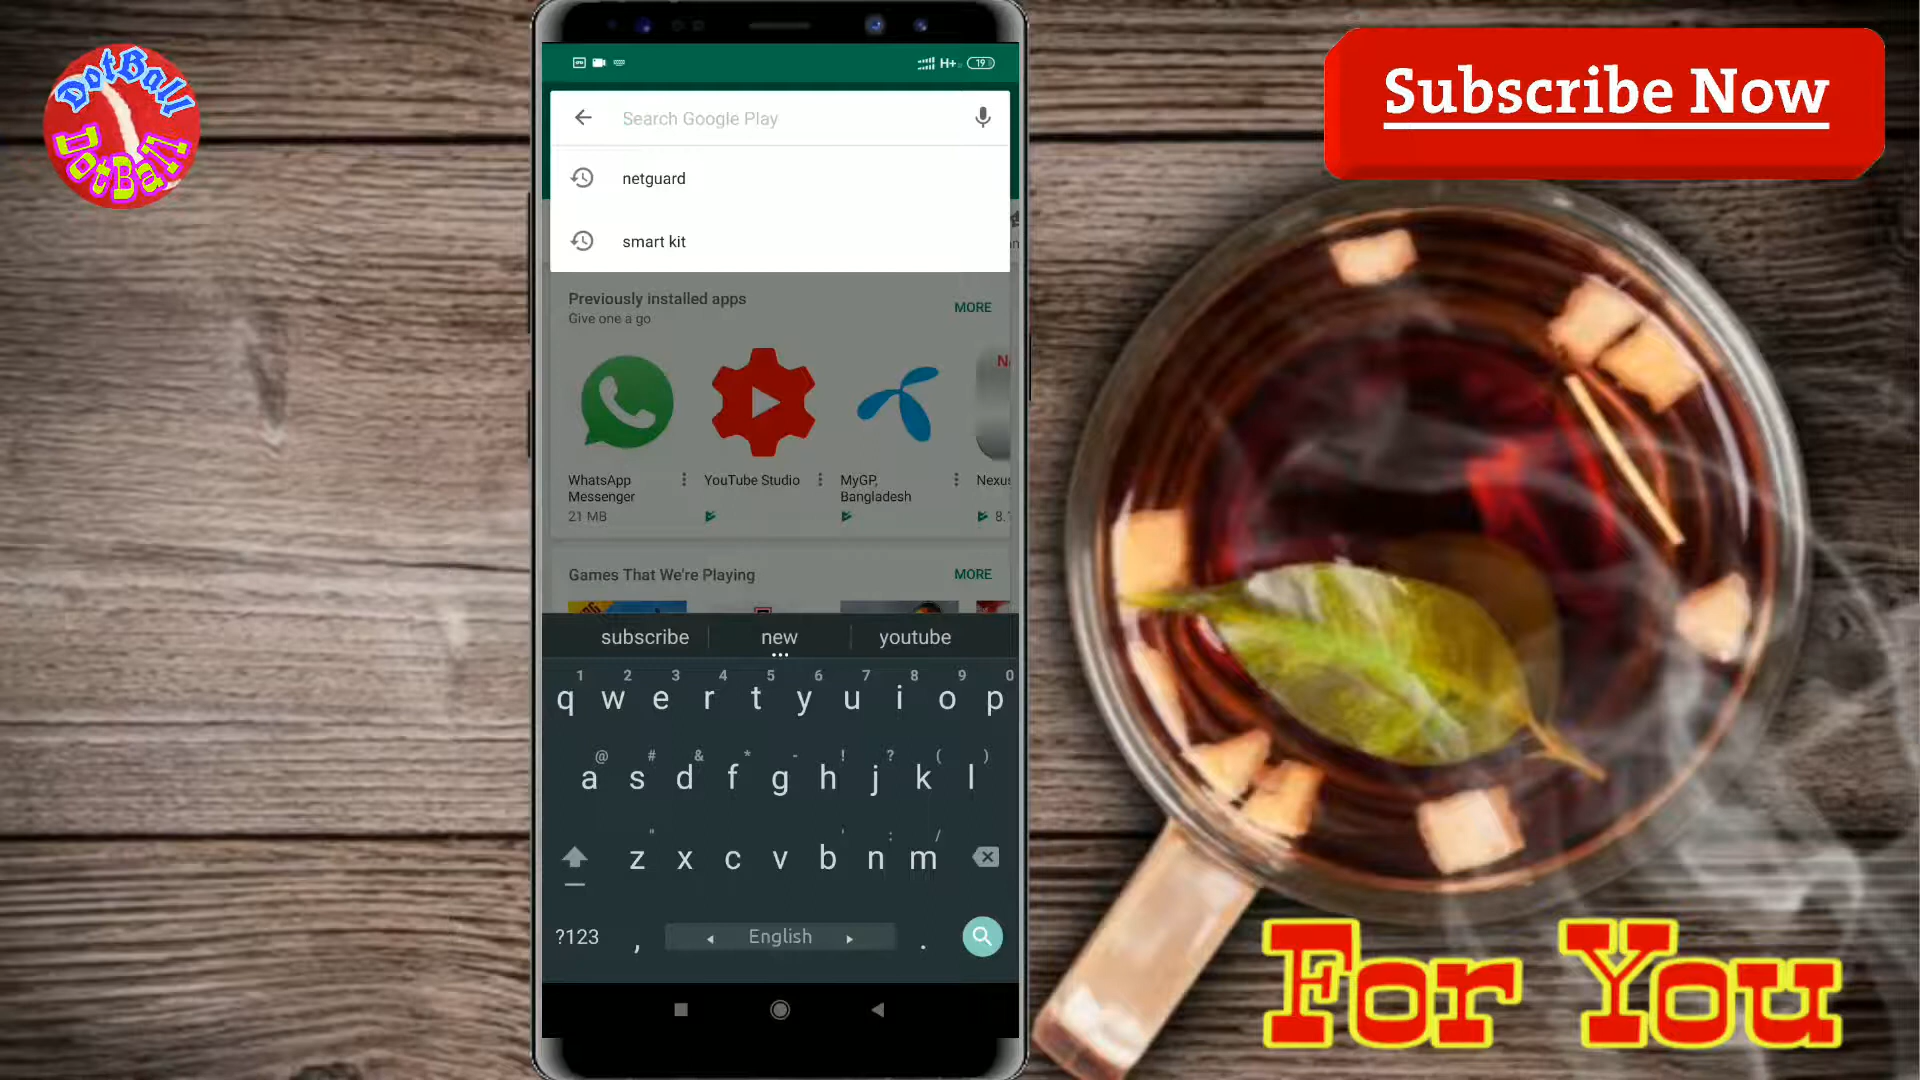 DotBall
DotBall
Subscribe Now
H+ 19
Search Google Play
netguard
smart kit
Previously installed apps
MORE
Give one a go
WhatsApp
Messenger
21 MB
YouTube Studio
MyGP,
Bangladesh
Nexu
8.
Games That We're Playing
MORE
subscribe new youtube
1 2 3 4 5 6 7 8 9 0
q w e r t y u i o p
@ # & * - ! ? ( )
a s d f g h j k l
" ' : /
z x c v b n m
?123 , English .
For You